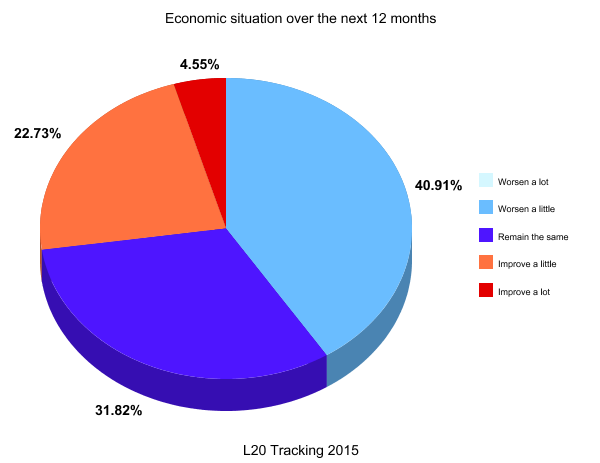 Economic situation over the next 12 months
4.55%
22.73%
40.91%
31.82%
Worsen a lot
Worsen a little
Remain the same
Improve a little
Improve a lot
L20 Tracking 2015